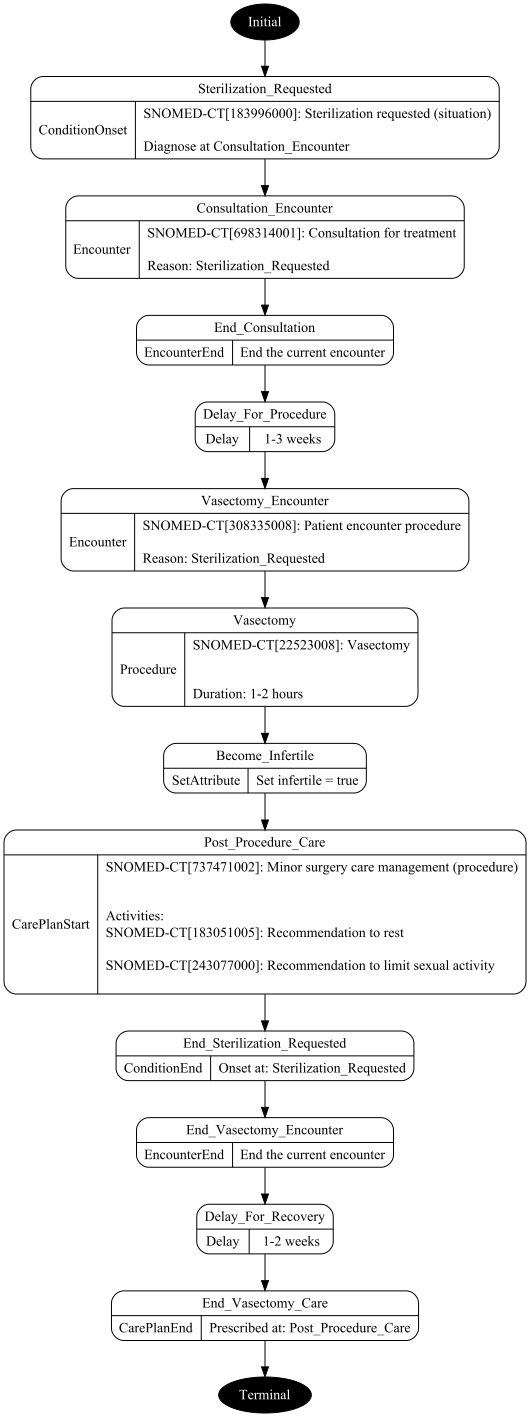 Initial
Sterilization_Requested
ConditionOnset
SNOMED-CT[183996000]: Sterilization requested (situation)
Diagnose at Consultation_Encounter
Consultation_Encounter
Encounter
SNOMED-CT[698314001]: Consultation for treatment
Reason: Sterilization_Requested
End_Consultation
EncounterEnd
End the current encounter
Delay_For_Procedure
Delay
1-3 weeks
Vasectomy_Encounter
Encounter
SNOMED-CT[308335008]: Patient encounter procedure
Reason: Sterilization_Requested
Vasectomy
Procedure
SNOMED-CT[22523008]: Vasectomy
Duration: 1-2 hours
Become_Infertile
SetAttribute
Set infertile = true
Post_Procedure_Care
CarePlanStart
SNOMED-CT[737471002]: Minor surgery care management (procedure)
Activities:
SNOMED-CT[183051005]: Recommendation to rest
SNOMED-CT[243077000]: Recommendation to limit sexual activity
End_Sterilization_Requested
ConditionEnd
Onset at: Sterilization_Requested
End_Vasectomy_Encounter
EncounterEnd
End the current encounter
Delay_For_Recovery
Delay
1-2 weeks
End_Vasectomy_Care
CarePlanEnd
Prescribed at: Post_Procedure_Care
Terminal